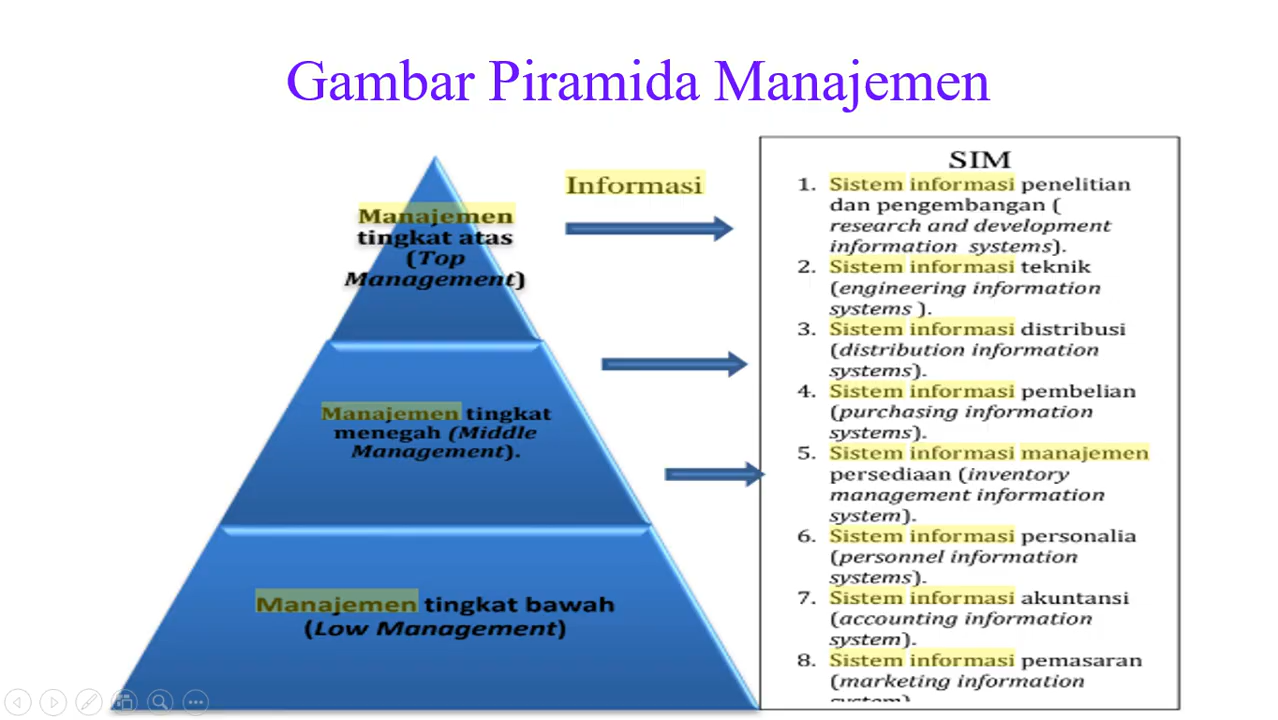 Gambar Piramida Manajemen
Manajemen
tingkat atas
(Top
Management)
Manajemen tingkat
menegah (Middle
Management).
Manajemen tingkat bawah
(Low Management)
Informasi
SIM
1. Sistem informasi penelitian
dan pengembangan (
research and development
information systems).
2. Sistem informasi teknik
(engineering information
systems ).
3. Sistem informasi distribusi
(distribution information
systems).
4. Sistem informasi pembelian
(purchasing information
systems).
5. Sistem informasi manajemen
persediaan (inventory
management information
system).
6. Sistem informasi personalia
(personnel information
systems).
7. Sistem informasi akuntansi
(accounting information
system).
8. Sistem informasi pemasaran
(marketing information
system)